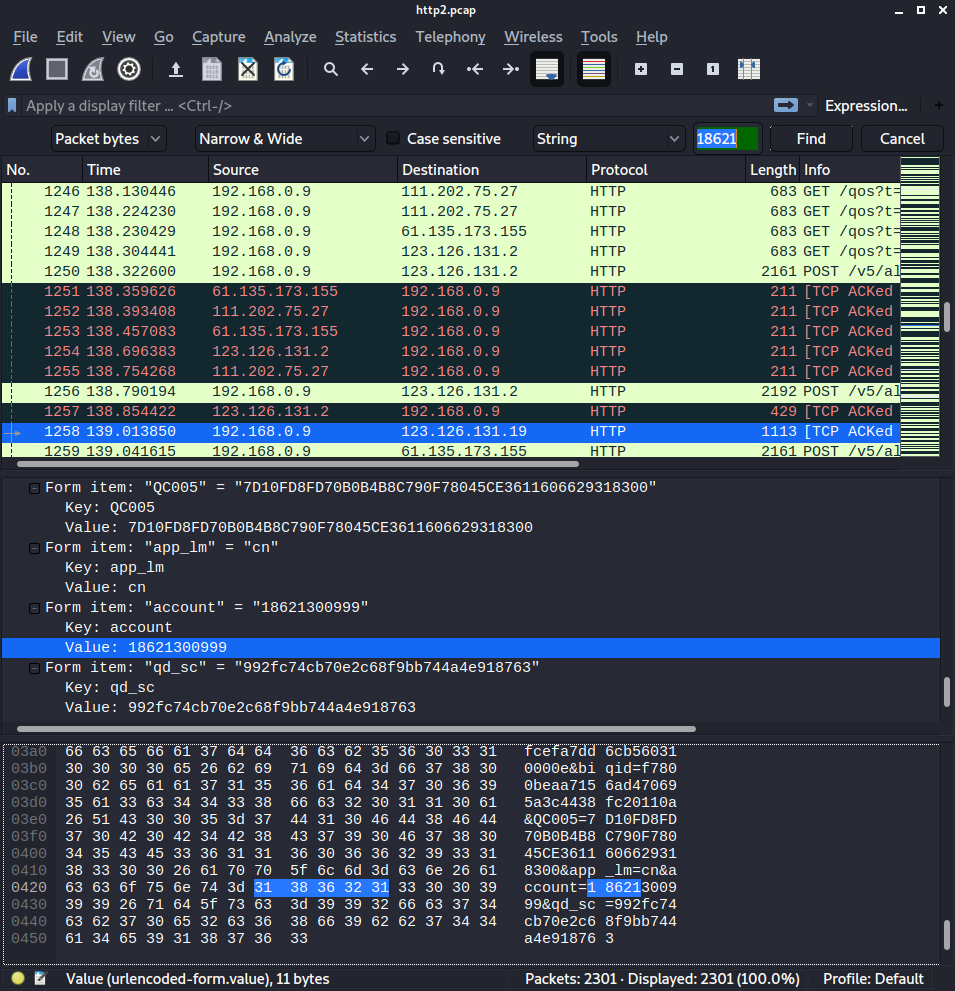 http2.pcap
File Edit View Go Capture Analyze Statistics Telephony Wireless Tools Help
Apply a display filter ... <Ctrl-/> Expression... +
Packet bytes Narrow & Wide Case sensitive String 18621 Find Cancel
No. Time Source Destination Protocol Length Info
1246 138.130446 192.168.0.9 111.202.75.27 HTTP 683 GET /qos?t=
1247 138.224230 192.168.0.9 111.202.75.27 HTTP 683 GET /qos?t=
1248 138.230429 192.168.0.9 61.135.173.155 HTTP 683 GET /qos?t=
1249 138.304441 192.168.0.9 123.126.131.2 HTTP 683 GET /qos?t=
1250 138.322600 192.168.0.9 123.126.131.2 HTTP 2161 POST /v5/al
1251 138.359626 61.135.173.155 192.168.0.9 HTTP 211 [TCP ACKed
1252 138.393408 111.202.75.27 192.168.0.9 HTTP 211 [TCP ACKed
1253 138.457083 61.135.173.155 192.168.0.9 HTTP 211 [TCP ACKed
1254 138.696383 123.126.131.2 192.168.0.9 HTTP 211 [TCP ACKed
1255 138.754268 111.202.75.27 192.168.0.9 HTTP 211 [TCP ACKed
1256 138.790194 192.168.0.9 123.126.131.2 HTTP 2192 POST /v5/al
1257 138.854422 123.126.131.2 192.168.0.9 HTTP 429 [TCP ACKed
1258 139.013850 192.168.0.9 123.126.131.19 HTTP 1113 [TCP ACKed
1259 139.041615 192.168.0.9 61.135.173.155 HTTP 2161 POST /v5/al
Form item: "QC005" = "7D10FD8FD70B0B4B8C790F78045CE3611606629318300"
Key: QC005
Value: 7D10FD8FD70B0B4B8C790F78045CE3611606629318300
Form item: "app_lm" = "cn"
Key: app_lm
Value: cn
Form item: "account" = "18621300999"
Key: account
Value: 18621300999
Form item: "qd_sc" = "992fc74cb70e2c68f9bb744a4e918763"
Key: qd_sc
Value: 992fc74cb70e2c68f9bb744a4e918763
03a0 66 63 65 66 61 37 64 64 36 63 62 35 36 30 33 31 fcefa7dd 6cb56031
03b0 30 30 30 30 65 26 62 69 71 69 64 3d 66 37 38 30 0000e&bi qid=f780
03c0 30 62 65 61 61 37 31 35 36 61 64 34 37 30 36 39 0beaa715 6ad47069
03d0 35 61 33 63 34 34 33 38 66 63 32 30 31 31 30 61 5a3c4438 fc20110a
03e0 26 51 43 30 30 35 3d 37 44 31 30 46 44 38 46 44 &QC005=7 D10FD8FD
03f0 37 30 42 30 42 34 42 38 43 37 39 30 46 37 38 30 70B0B4B8 C790F780
0400 34 35 43 45 33 36 31 31 36 30 36 36 32 39 33 31 45CE3611 60662931
0410 38 33 30 30 26 61 70 70 5f 6c 6d 3d 63 6e 26 61 8300&app _lm=cn&a
0420 63 63 6f 75 6e 74 3d 31 38 36 32 31 33 30 30 39 ccount=1 86213009
0430 39 39 26 71 64 5f 73 63 3d 39 39 32 66 63 37 34 99&qd_sc =992fc74
0440 63 62 37 30 65 32 63 36 38 66 39 62 62 37 34 34 cb70e2c6 8f9bb744
0450 61 34 65 39 31 38 37 36 33 a4e91876 3
Value (urlencoded-form.value), 11 bytes Packets: 2301 · Displayed: 2301 (100.0%) Profile: Default